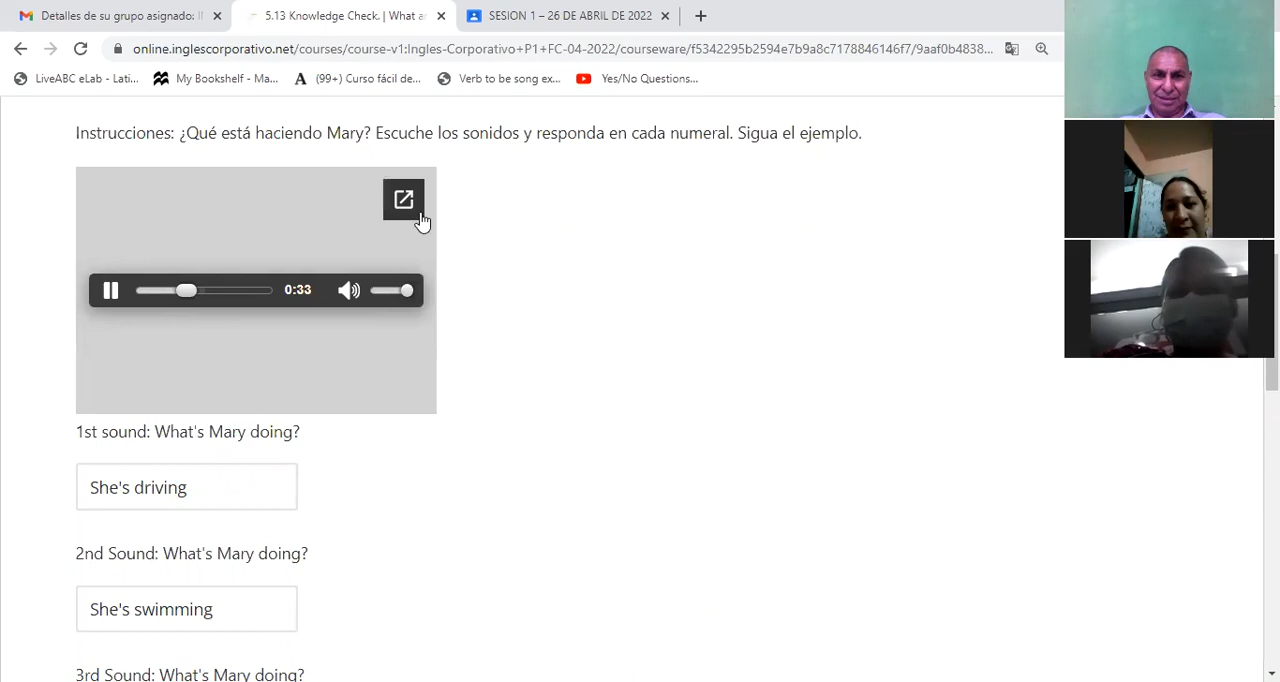 Detalles de su grupo asignado: If
5.13 Knowledge Check. | What ar
SESION 1 – 26 DE ABRIL DE 2022
online.inglescorporativo.net/courses/course-v1:Ingles-Corporativo+P1+FC-04-2022/courseware/f5342295b2594e7b9a8c7178846146f7/9aaf0b4838...
LiveABC eLab - Lati...
My Bookshelf - Ma...
(99+) Curso fácil de...
Verb to be song ex...
Yes/No Questions...
Instrucciones: ¿Qué está haciendo Mary? Escuche los sonidos y responda en cada numeral. Sigua el ejemplo.
0:33
1st sound: What's Mary doing?
She's driving
2nd Sound: What's Mary doing?
She's swimming
3rd Sound: What's Mary doing?